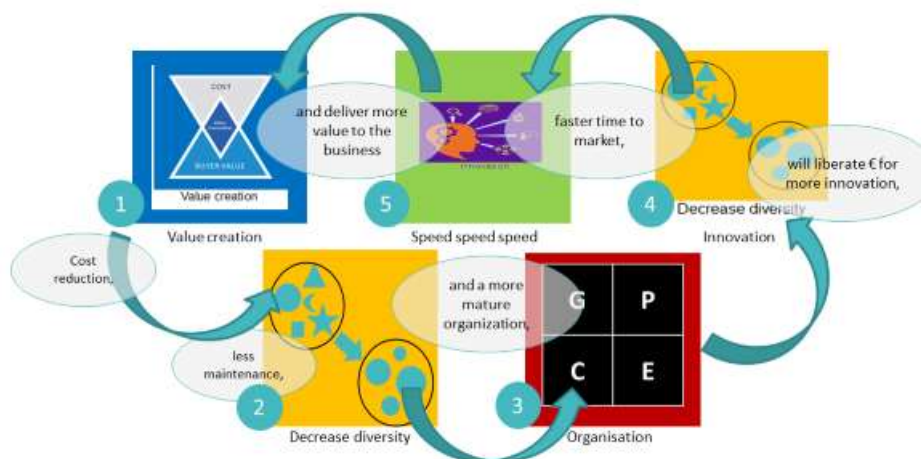 COST
BUYER VALUE
Value creation
1
Value creation
and deliver more
value to the
business
5
Speed speed speed
faster time to
market,
4
Decrease diversity
Innovation
will liberate € for
more innovation,
Cost
reduction,
less
maintenance,
2
Decrease diversity
and a more
mature
organization,
G
P
C
E
3
Organisation